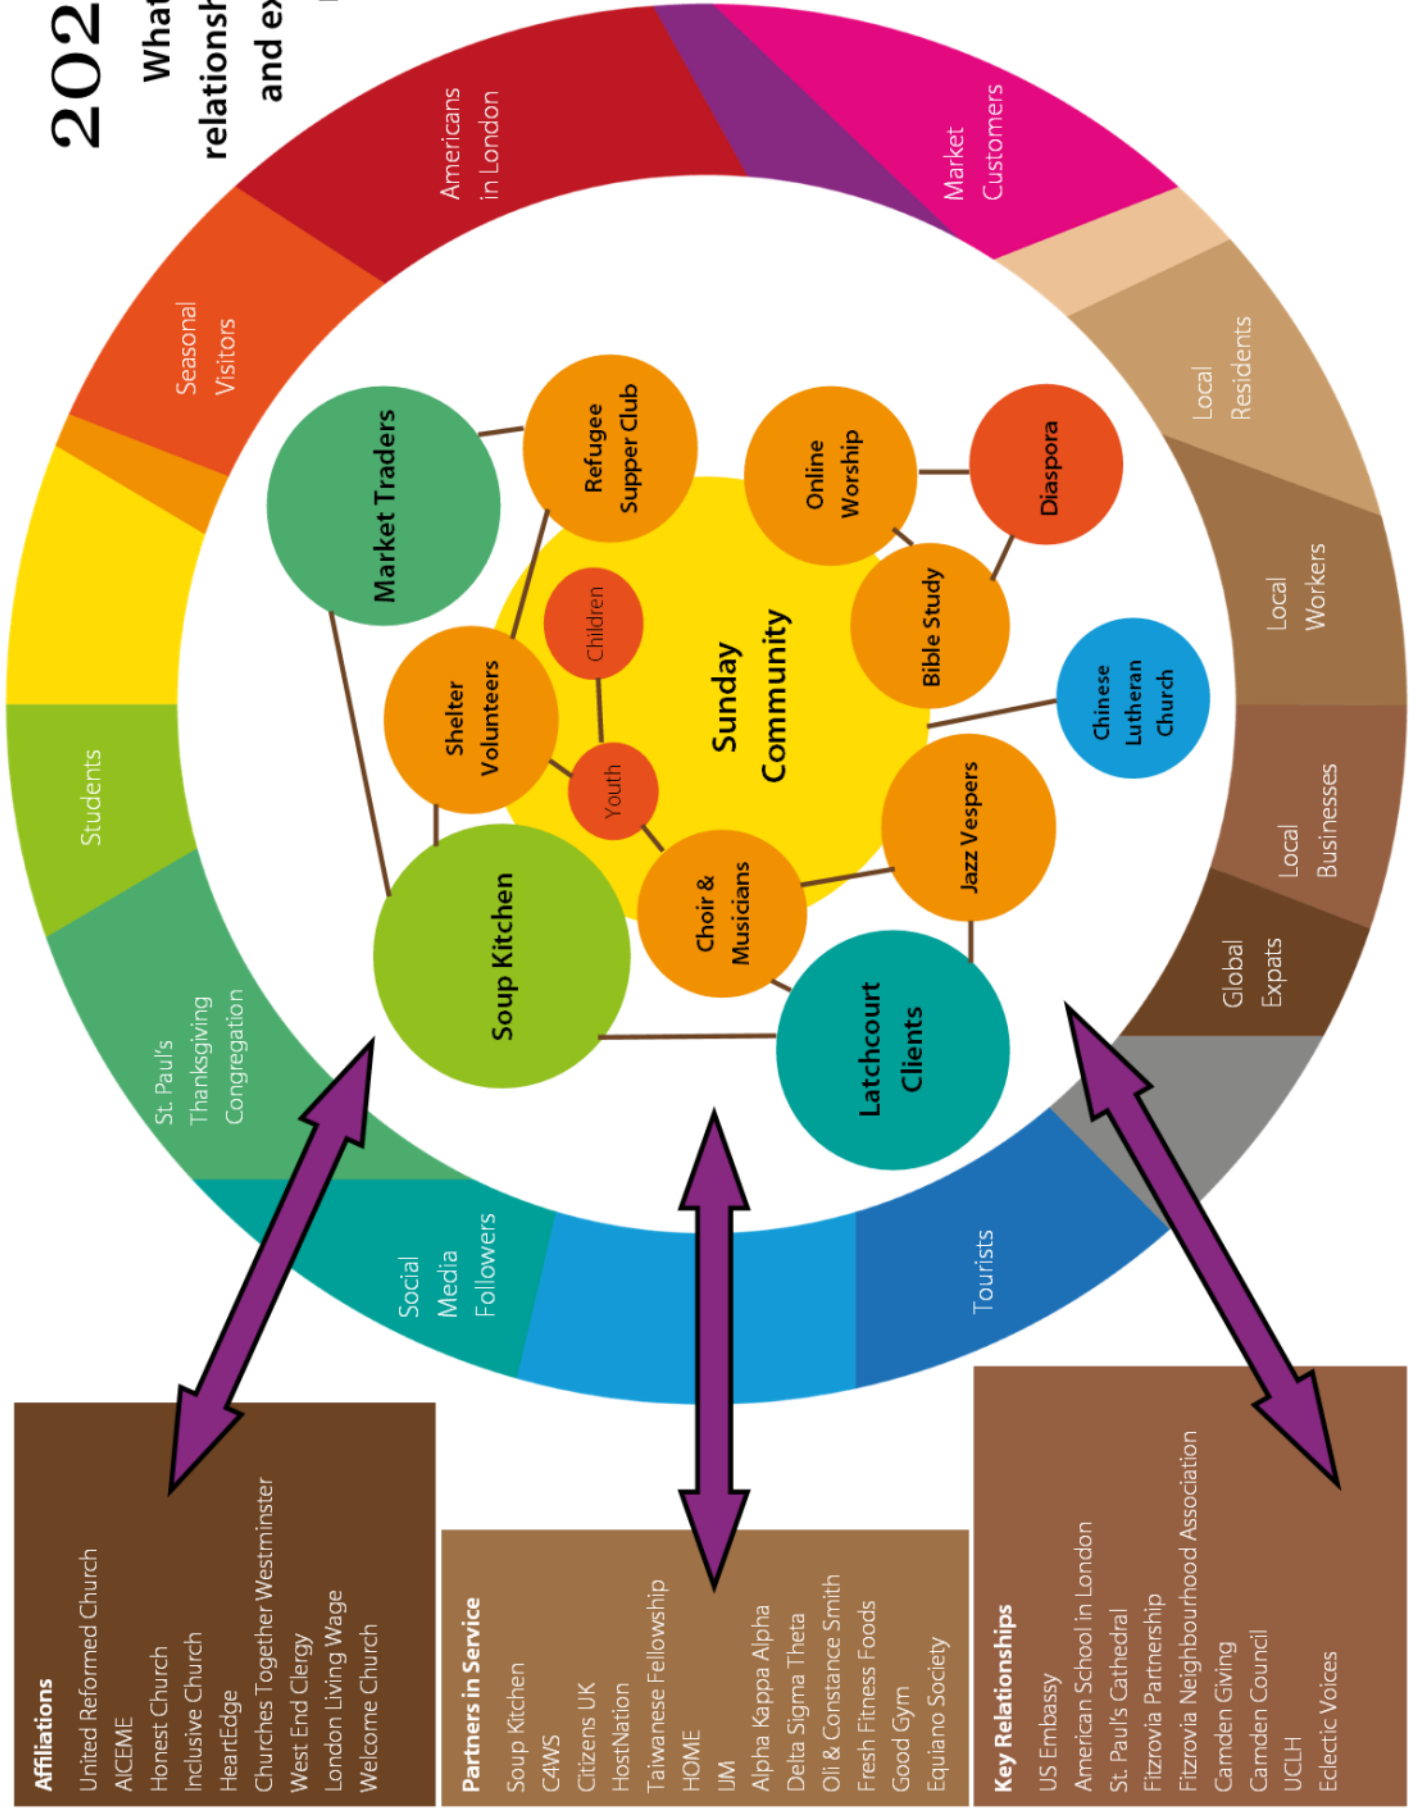 202
What
relationsh
and ex
Affiliations
United Reformed Church
ACEME
Honest Church
Inclusive Church
HeartEdge
Churches Together Westminster
West End Clergy
London Living Wage
Welcome Church
Partners in Service
Soup Kitchen
C4WS
Citizens UK
HostNation
Taiwanese Fellowship
HOME
IJM
Alpha Kappa Alpha
Delta Sigma Theta
Oli & Constance Smith
Fresh Fitness Foods
Good Gym
Equiano Society
Key Relationships
US Embassy
American School in London
St. Paul's Cathedral
Fitzrovia Partnership
Fitzrovia Neighbourhood Association
Camden Giving
Camden Council
UCLH
Eclectic Voices
St. Paul's
Thanksgiving
Congregation
Students
Seasonal
Visitors
Americans
in London
Market
Customers
Local
Residents
Local
Workers
Local
Businesses
Global
Expats
Tourists
Social
Media
Followers
Market Traders
Refugee
Supper Club
Shelter
Volunteers
Children
Youth
Soup Kitchen
Choir &
Musicians
Sunday
Community
Online
Worship
Bible Study
Diaspora
Jazz Vespers
Chinese
Lutheran
Church
Latchcourt
Clients